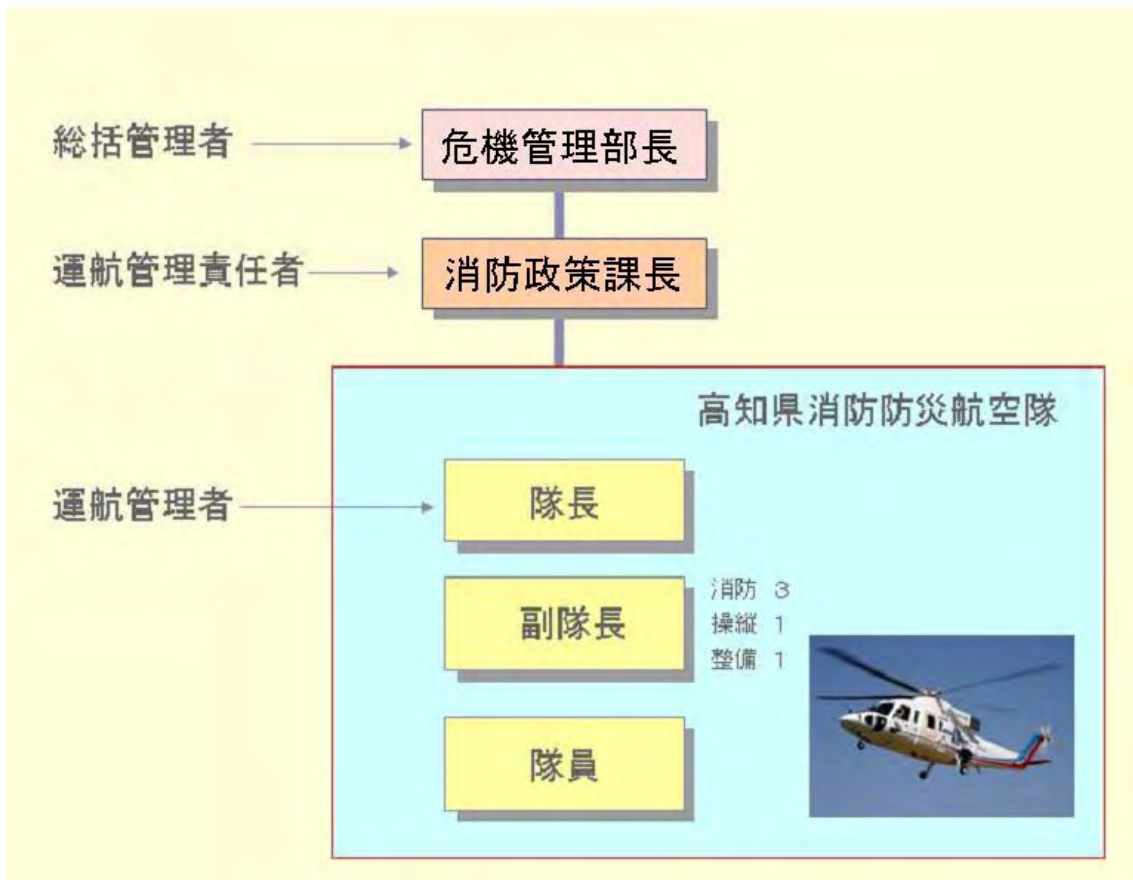 総括管理者
危機管理部長
運航管理責任者
消防政策課長
高知県消防防災航空隊
運航管理者
隊長
副隊長
消防 3
操縦 1
整備 1
隊員